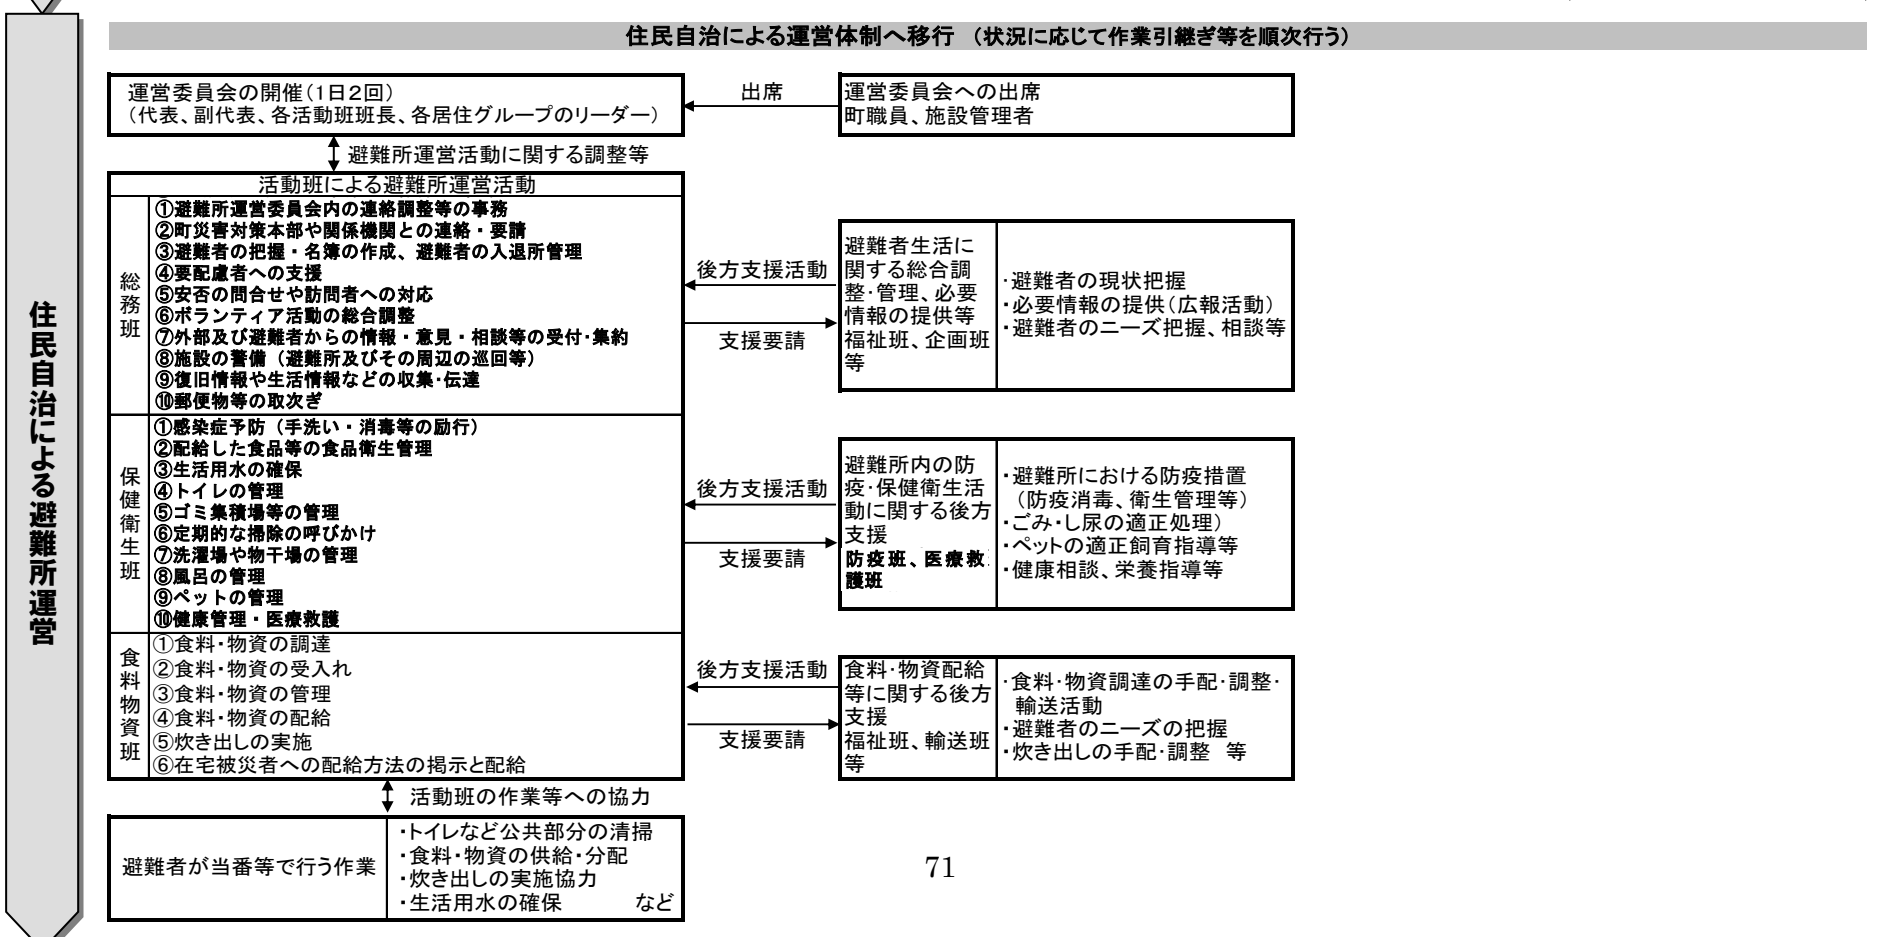 住民自治による避難所運営
住民自治による運営体制へ移行 （状況に応じて作業引継ぎ等を順次行う）
運営委員会の開催（1日2回）
（代表、副代表、各活動班班長、各居住グループのリーダー）
出席
運営委員会への出席
町職員、施設管理者
避難所運営活動に関する調整等
活動班による避難所運営活動
総務班
①避難所運営委員会内の連絡調整等の事務
②町災害対策本部や関係機関との連絡・要請
③避難者の把握・名簿の作成、避難者の入退所管理
④要配慮者への支援
⑤安否の問合せや訪問者への対応
⑥ボランティア活動の総合調整
⑦外部及び避難者からの情報・意見・相談等の受付･集約
⑧施設の警備（避難所及びその周辺の巡回等）
⑨復旧情報や生活情報などの収集･伝達
⑩郵便物等の取次ぎ
後方支援活動
支援要請
避難者生活に
関する総合調
整･管理、必要
情報の提供等
福祉班、企画班
等
･避難者の現状把握
･必要情報の提供（広報活動）
･避難者のニーズ把握、相談等
保健衛生班
①感染症予防（手洗い・消毒等の励行）
②配給した食品等の食品衛生管理
③生活用水の確保
④トイレの管理
⑤ゴミ集積場等の管理
⑥定期的な掃除の呼びかけ
⑦洗濯場や物干場の管理
⑧風呂の管理
⑨ペットの管理
⑩健康管理・医療救護
後方支援活動
支援要請
避難所内の防
疫･保健衛生活
動に関する後方
支援
防疫班、医療救
護班
･避難所における防疫措置
（防疫消毒、衛生管理等）
･ごみ･し尿の適正処理）
･ペットの適正飼育指導等
･健康相談、栄養指導等
食料物資班
①食料･物資の調達
②食料･物資の受入れ
③食料･物資の管理
④食料･物資の配給
⑤炊き出しの実施
⑥在宅被災者への配給方法の掲示と配給
後方支援活動
支援要請
食料･物資配給
等に関する後方
支援
福祉班、輸送班
等
･食料･物資調達の手配･調整･
輸送活動
･避難者のニーズの把握
･炊き出しの手配･調整 等
活動班の作業等への協力
避難者が当番等で行う作業
･トイレなど公共部分の清掃
･食料･物資の供給･分配
･炊き出しの実施協力
･生活用水の確保 など
71